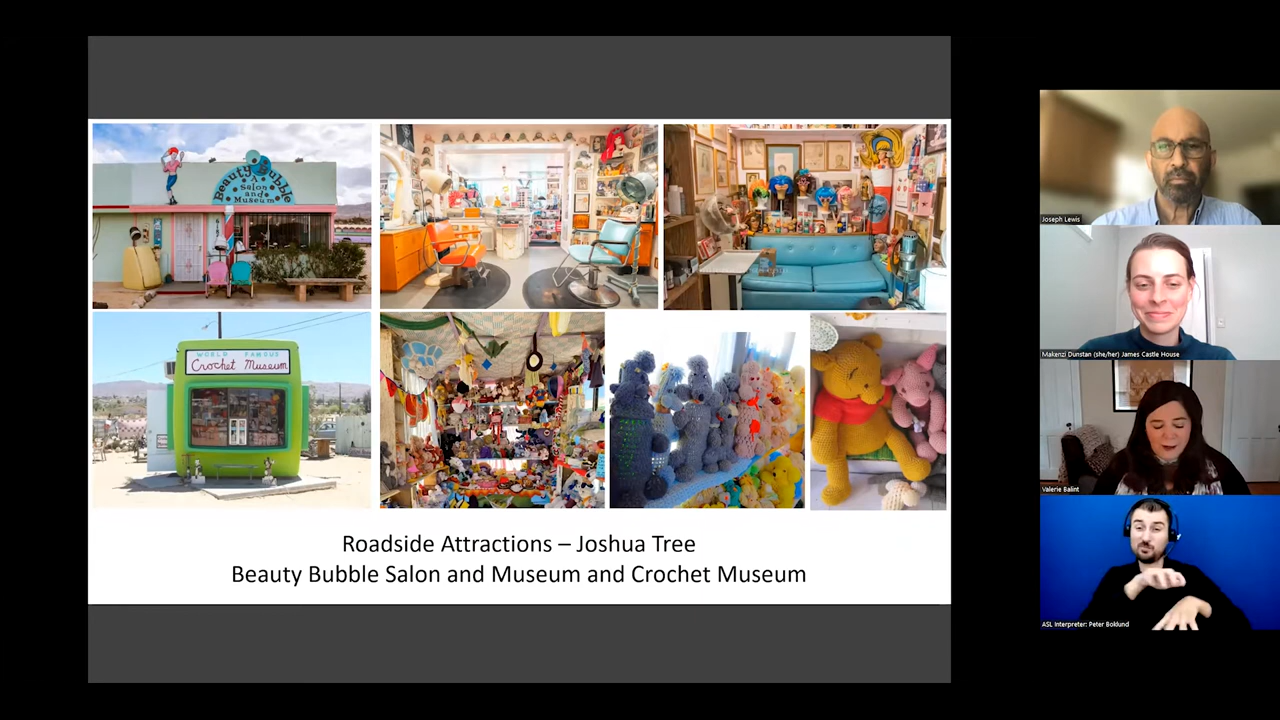 Beauty Bubble
A
Salon
and
Museum
WORLD FAMOUS
Crochet Museum
Roadside Attractions – Joshua Tree
Beauty Bubble Salon and Museum and Crochet Museum
Joseph Lewis
Makenzi Dunstan (she/her) James Castle House
Valerie Balint
ASL Interpreter: Peter Boklund